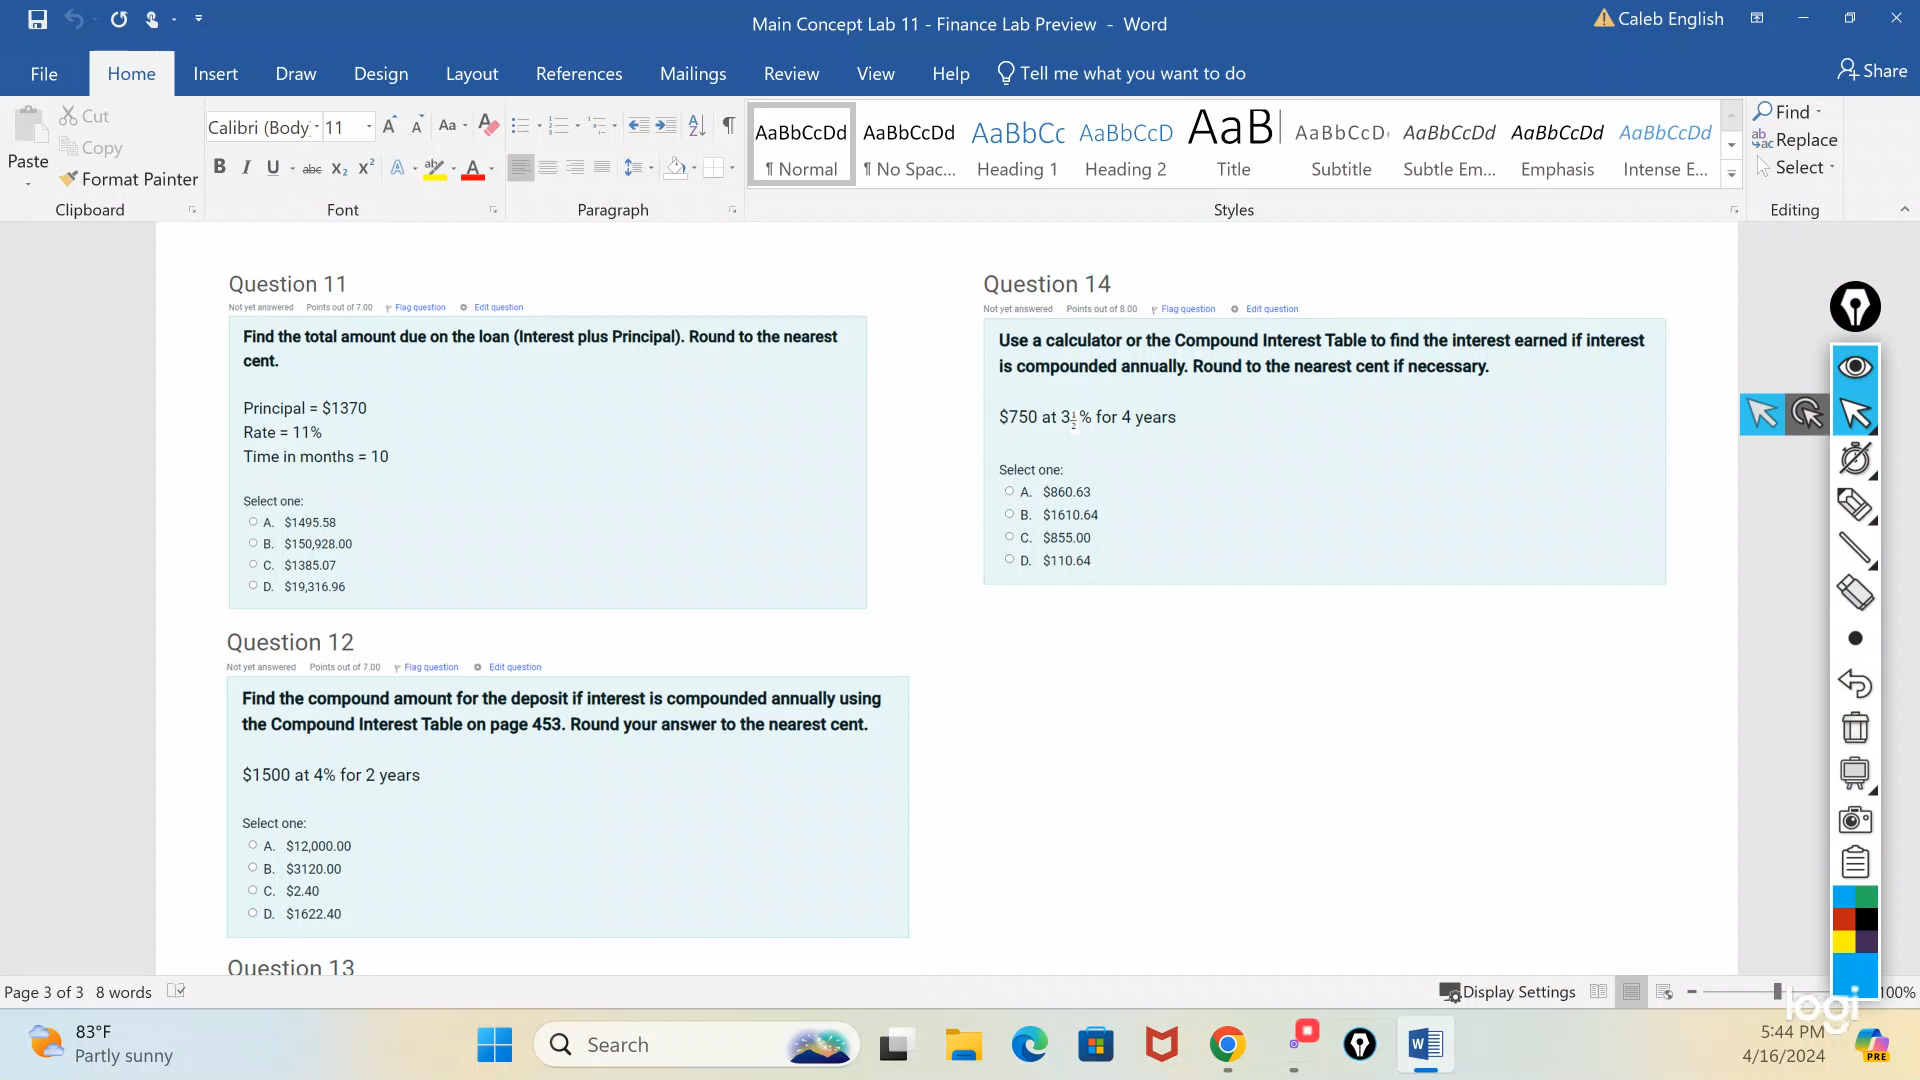 Main Concept Lab 11 - Finance Lab Preview - Word
Caleb English
File Home Insert Draw Design Layout References Mailings Review View Help Tell me what you want to do
Share
Paste
Cut
Copy
Format Painter
Clipboard
Calibri (Body 11
Font
Paragraph
AaBbCcDd AaBbCcDd AaBbCc AaBbCcD AaB AaBbCcD AaBbCcDd AaBbCcDd AaBbCcDd
¶ Normal ¶ No Spac... Heading 1 Heading 2 Title Subtitle Subtle Em... Emphasis Intense E...
Styles
Find
Replace
Select
Editing
Question 11
Not yet answered Points out of 7.00 Flag question Edit question
Find the total amount due on the loan (Interest plus Principal). Round to the nearest
cent.
Principal = $1370
Rate = 11%
Time in months = 10
Select one:
A. $1495.58
B. $150,928.00
C. $1385.07
D. $19,316.96
Question 12
Not yet answered Points out of 7.00 Flag question Edit question
Find the compound amount for the deposit if interest is compounded annually using
the Compound Interest Table on page 453. Round your answer to the nearest cent.
$1500 at 4% for 2 years
Select one:
A. $12,000.00
B. $3120.00
C. $2.40
D. $1622.40
Question 13
Question 14
Not yet answered Points out of 8.00 Flag question Edit question
Use a calculator or the Compound Interest Table to find the interest earned if interest
is compounded annually. Round to the nearest cent if necessary.
$750 at 3 1/2% for 4 years
Select one:
A. $860.63
B. $1610.64
C. $855.00
D. $110.64
Page 3 of 3 8 words
Display Settings
100%
logi
83°F
Partly sunny
Search
5:44 PM
4/16/2024
PRE